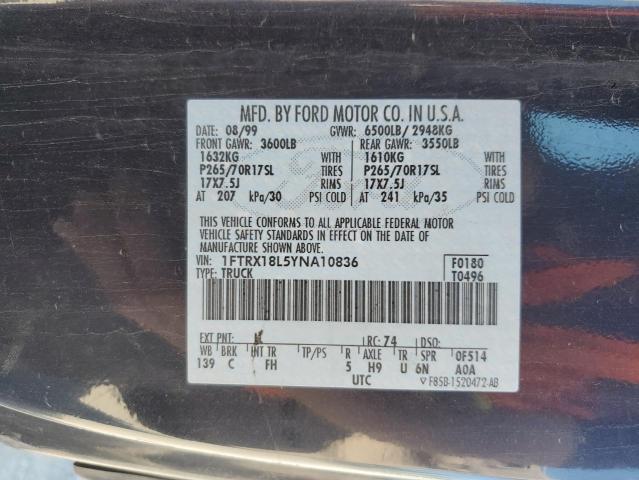 MFD. BY FORD MOTOR CO. IN U.S.A.
DATE: 08/99 GVWR: 6500LB/ 2948KG
FRONT GAWR: 3600LB REAR GAWR: 3550LB
1632KG WITH 1610KG WITH
P265/70R17SL TIRES P265/70R17SL TIRES
17X7.5J RIMS 17X7.5J RIMS
AT 207 kPa/30 PSI COLD AT 241 kPa/35 PSI COLD
THIS VEHICLE CONFORMS TO ALL APPLICABLE FEDERAL MOTOR
VEHICLE SAFETY STANDARDS IN EFFECT ON THE DATE OF
MANUFACTURE SHOWN ABOVE.
VIN: 1FTRX18L5YNA10836 F0180
TYPE: TRUCK T0496
EXT PNT: RC: 74 DSO:
WB BRK INT TR TP/PS R AXLE TR SPR 0F514
139 C FH 5 H9 U 6N A0A
UTC F85B-1520472-AB